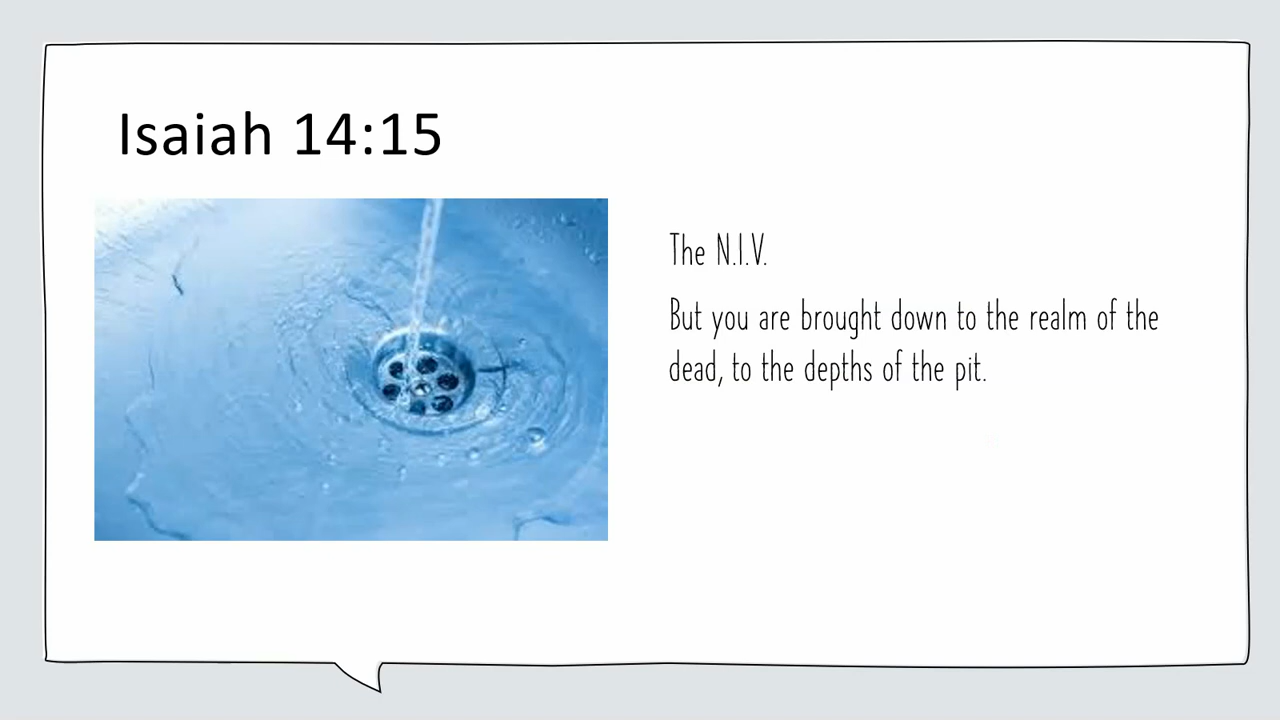 Isaiah 14:15
The N.I.V.
But you are brought down to the realm of the
dead, to the depths of the pit.